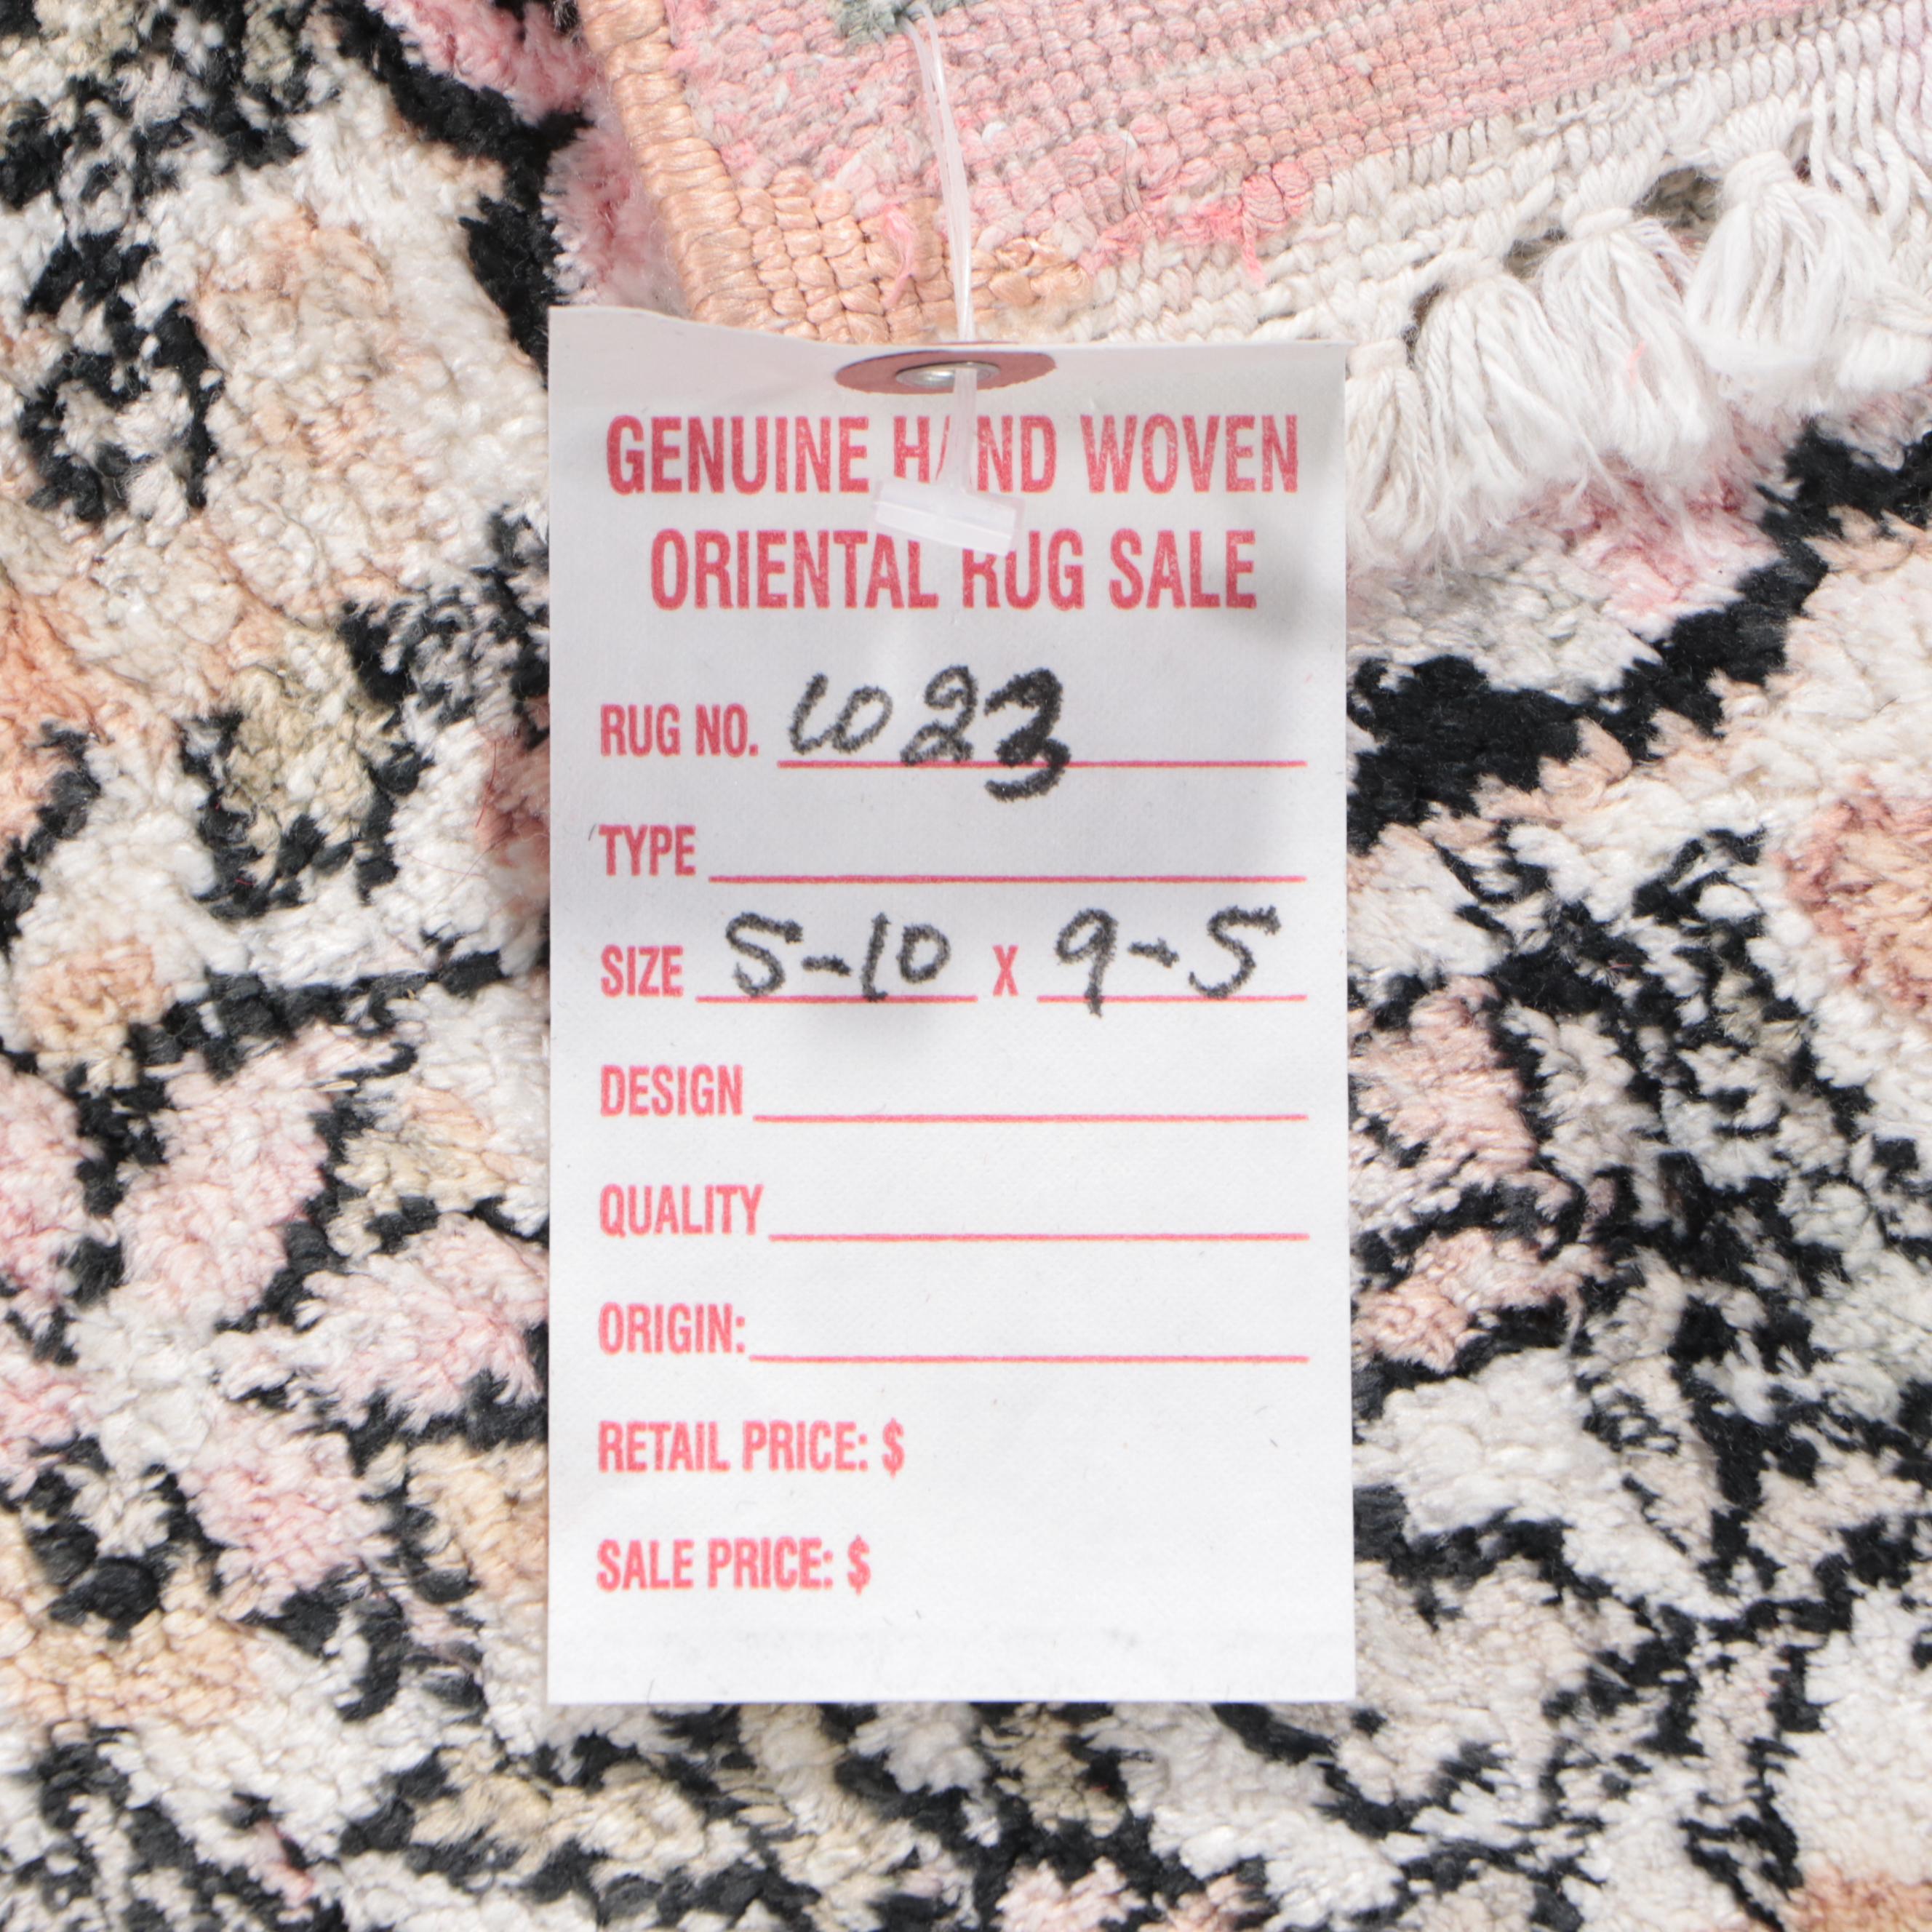 GENUINE HAND WOVEN
ORIENTAL RUG SALE
RUG NO. 1023
TYPE
SIZE 5-10 X 9-5
DESIGN
QUALITY
ORIGIN:
RETAIL PRICE: $
SALE PRICE: $